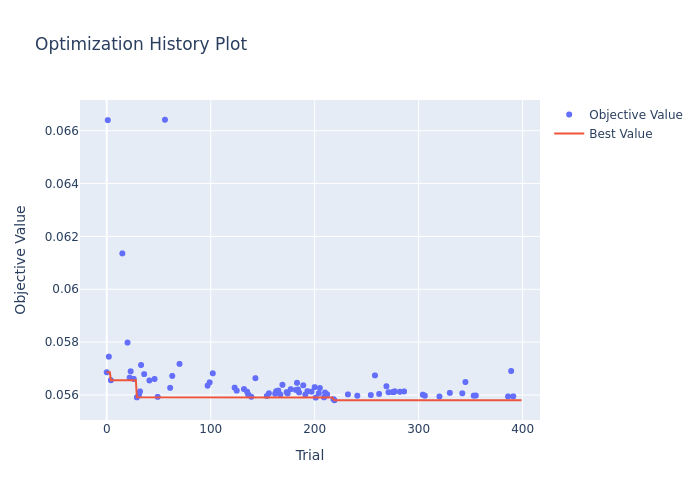 Optimization History Plot
Objective Value
Best Value
0.066
0.064
0.062
0.06
0.058
0.056
Objective Value
0
100
200
300
400
Trial